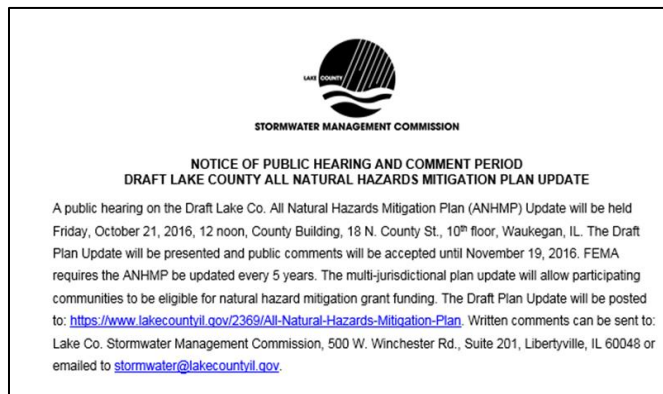 LAKE COUNTY
STORMWATER MANAGEMENT COMMISSION
NOTICE OF PUBLIC HEARING AND COMMENT PERIOD
DRAFT LAKE COUNTY ALL NATURAL HAZARDS MITIGATION PLAN UPDATE
A public hearing on the Draft Lake Co. All Natural Hazards Mitigation Plan (ANHMP) Update will be held
Friday, October 21, 2016, 12 noon, County Building, 18 N. County St., 10th floor, Waukegan, IL. The Draft
Plan Update will be presented and public comments will be accepted until November 19, 2016. FEMA
requires the ANHMP be updated every 5 years. The multi-jurisdictional plan update will allow participating
communities to be eligible for natural hazard mitigation grant funding. The Draft Plan Update will be posted
to: https://www.lakecountyil.gov/2369/All-Natural-Hazards-Mitigation-Plan. Written comments can be sent to:
Lake Co. Stormwater Management Commission, 500 W. Winchester Rd., Suite 201, Libertyville, IL 60048 or
emailed to stormwater@lakecountyil.gov.